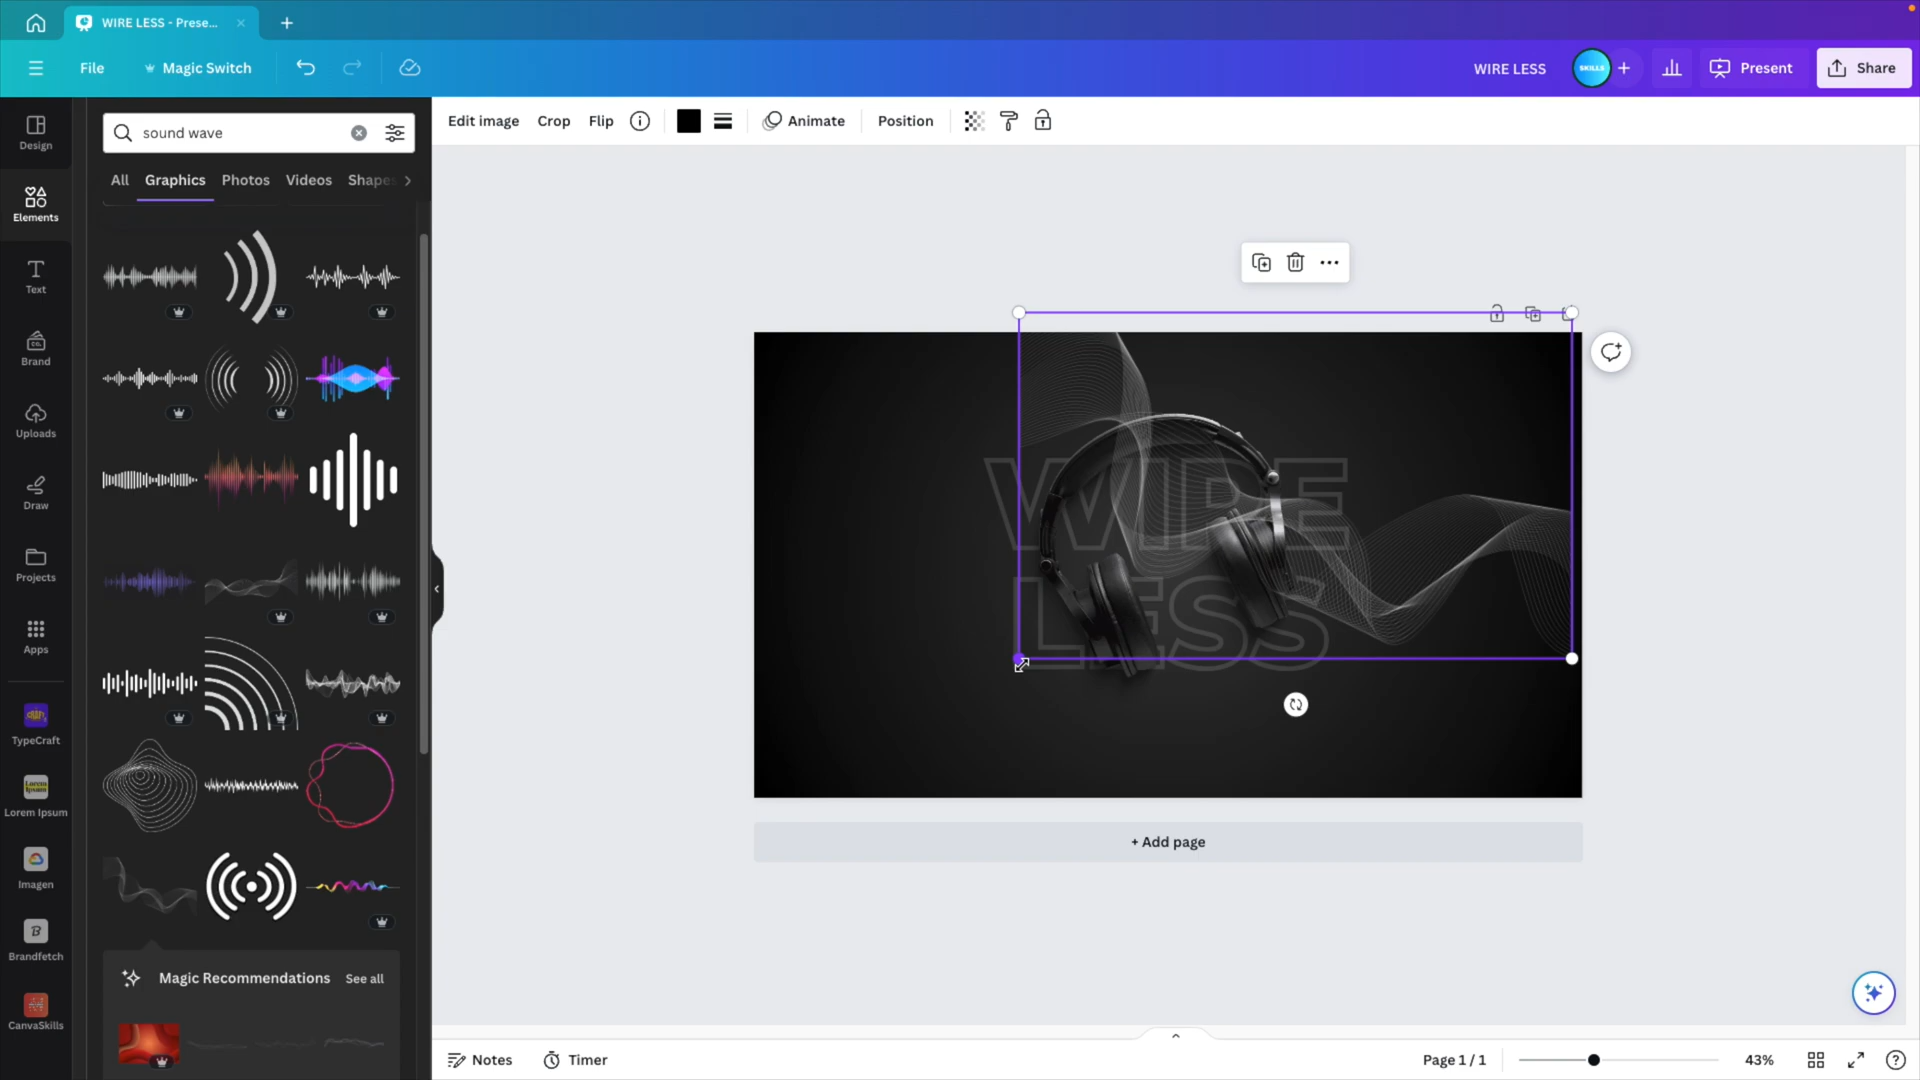 WIRE LESS - Prese...
File
Magic Switch
WIRE LESS
SKILLS
Present
Share
Design
Elements
Text
Brand
Uploads
Draw
Projects
Apps
TypeCraft
Lorem Ipsum
Imagen
Brandfetch
CanvaSkills
sound wave
All
Graphics
Photos
Videos
Shapes
Magic Recommendations
See all
Edit image
Crop
Flip
Animate
Position
WIRE
LESS
+ Add page
Notes
Timer
Page 1 / 1
43%